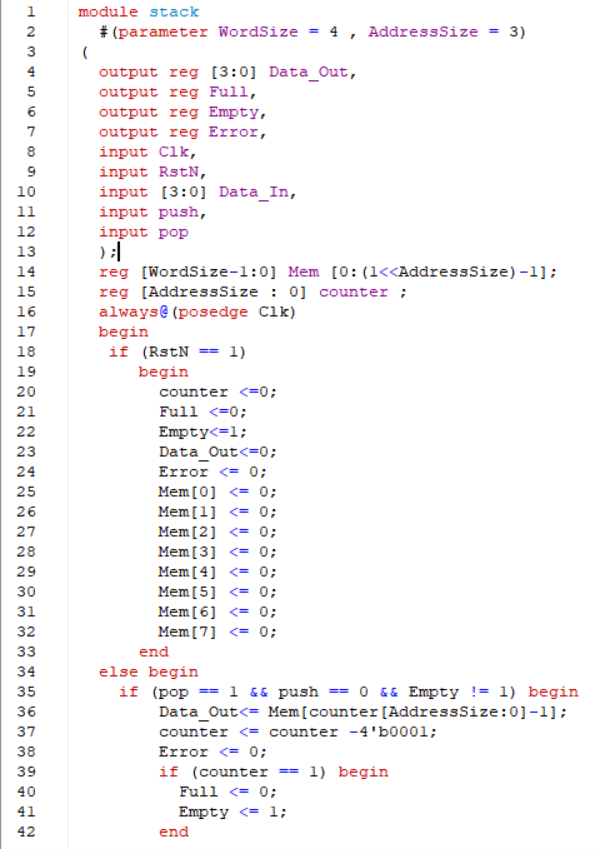 1 module stack
2 #(parameter WordSize = 4 , AddressSize = 3)
3 (
4 output reg [3:0] Data_Out,
5 output reg Full,
6 output reg Empty,
7 output reg Error,
8 input Clk,
9 input RstN,
10 input [3:0] Data_In,
11 input push,
12 input pop
13 );
14 reg [WordSize-1:0] Mem [0:(1<<AddressSize)-1];
15 reg [AddressSize : 0] counter ;
16 always@(posedge Clk)
17 begin
18 if (RstN == 1)
19 begin
20 counter <=0;
21 Full <=0;
22 Empty<=1;
23 Data_Out<=0;
24 Error <= 0;
25 Mem[0] <= 0;
26 Mem[1] <= 0;
27 Mem[2] <= 0;
28 Mem[3] <= 0;
29 Mem[4] <= 0;
30 Mem[5] <= 0;
31 Mem[6] <= 0;
32 Mem[7] <= 0;
33 end
34 else begin
35 if (pop == 1 && push == 0 && Empty != 1) begin
36 Data_Out<= Mem[counter[AddressSize:0]-1];
37 counter <= counter -4'b0001;
38 Error <= 0;
39 if (counter == 1) begin
40 Full <= 0;
41 Empty <= 1;
42 end